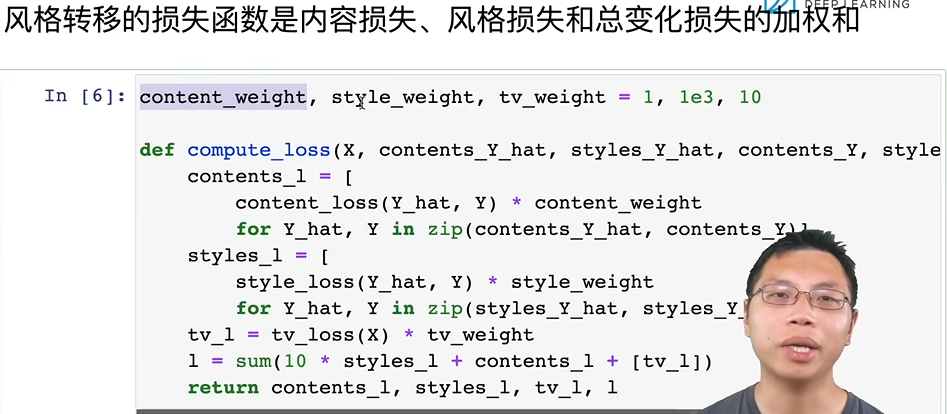 DEEP LEARNING
风格转移的损失函数是内容损失、风格损失和总变化损失的加权和
In [6]: content_weight, style_weight, tv_weight = 1, 1e3, 10
def compute_loss(X, contents_Y_hat, styles_Y_hat, contents_Y, style
contents_l = [
content_loss(Y_hat, Y) * content_weight
for Y_hat, Y in zip(contents_Y_hat, contents_Y)]
styles_l = [
style_loss(Y_hat, Y) * style_weight
for Y_hat, Y in zip(styles_Y_hat, styles_Y_
tv_l = tv_loss(X) * tv_weight
l = sum(10 * styles_l + contents_l + [tv_l])
return contents_l, styles_l, tv_l, l